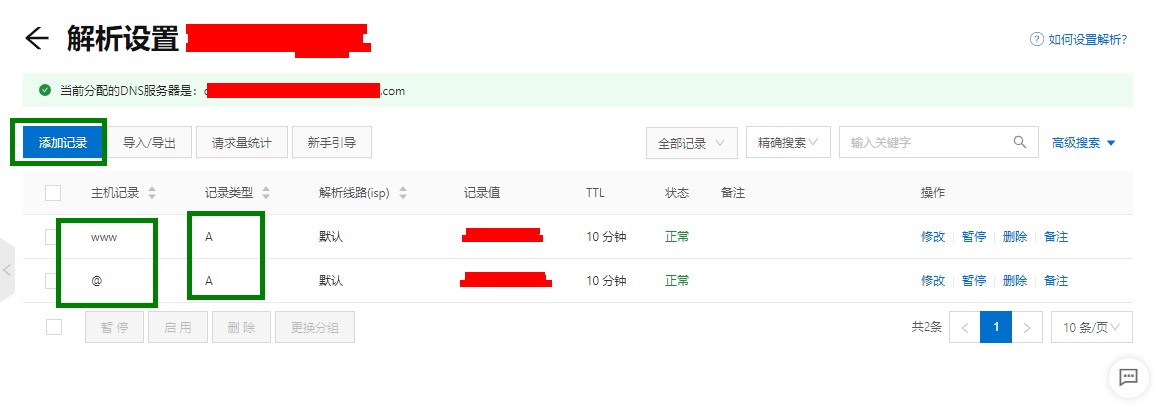 解析设置
如何设置解析?
当前分配的DNS服务器是: .com
添加记录 导入/导出 请求量统计 新手引导 全部记录 精确搜索 输入关键字 高级搜索
主机记录 记录类型 解析线路(isp) 记录值 TTL 状态 备注 操作
www A 默认 10 分钟 正常 修改 暂停 删除 备注
@ A 默认 10 分钟 正常 修改 暂停 删除 备注
暂停 启用 删除 更换分组 共2条 1 10 条/页